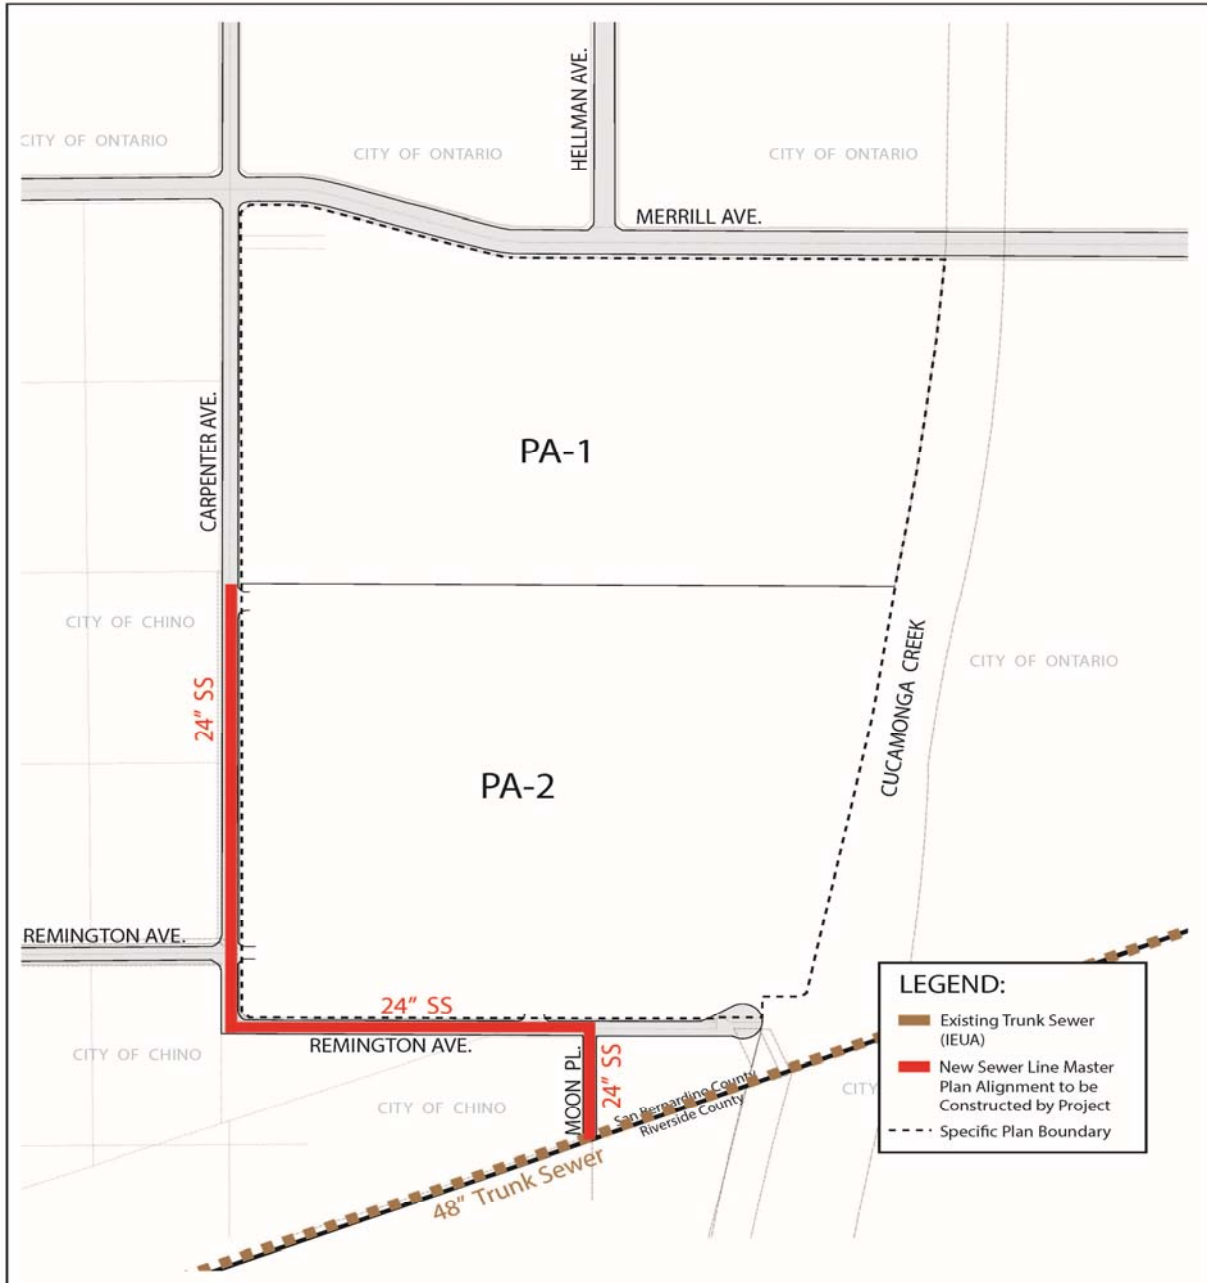 HELLMAN AVE.
CITY OF ONTARIO
CITY OF ONTARIO
CITY OF ONTARIO
MERRILL AVE.
CARPENTER AVE.
PA-1
CITY OF CHINO
24" SS
CUCAMONGA CREEK
CITY OF ONTARIO
PA-2
REMINGTON AVE.
24" SS
REMINGTON AVE.
CITY OF CHINO
MOON PL.
24" SS
CITY OF CHINO
San Bernardino County
Riverside County
CITY
48" Trunk Sewer
LEGEND:
Existing Trunk Sewer
(IEUA)
New Sewer Line Master
Plan Alignment to be
Constructed by Project
Specific Plan Boundary